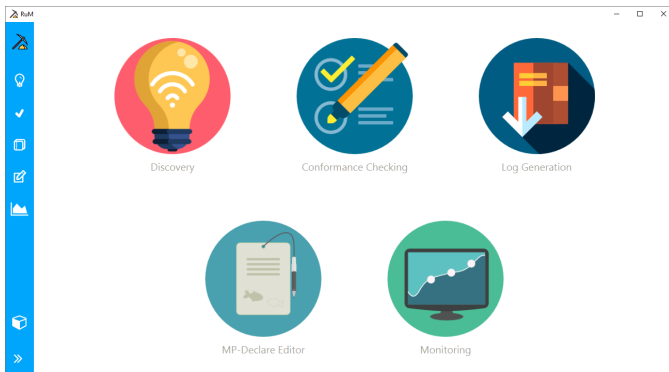 RuM
Discovery
Conformance Checking
Log Generation
MP-Declare Editor
Monitoring